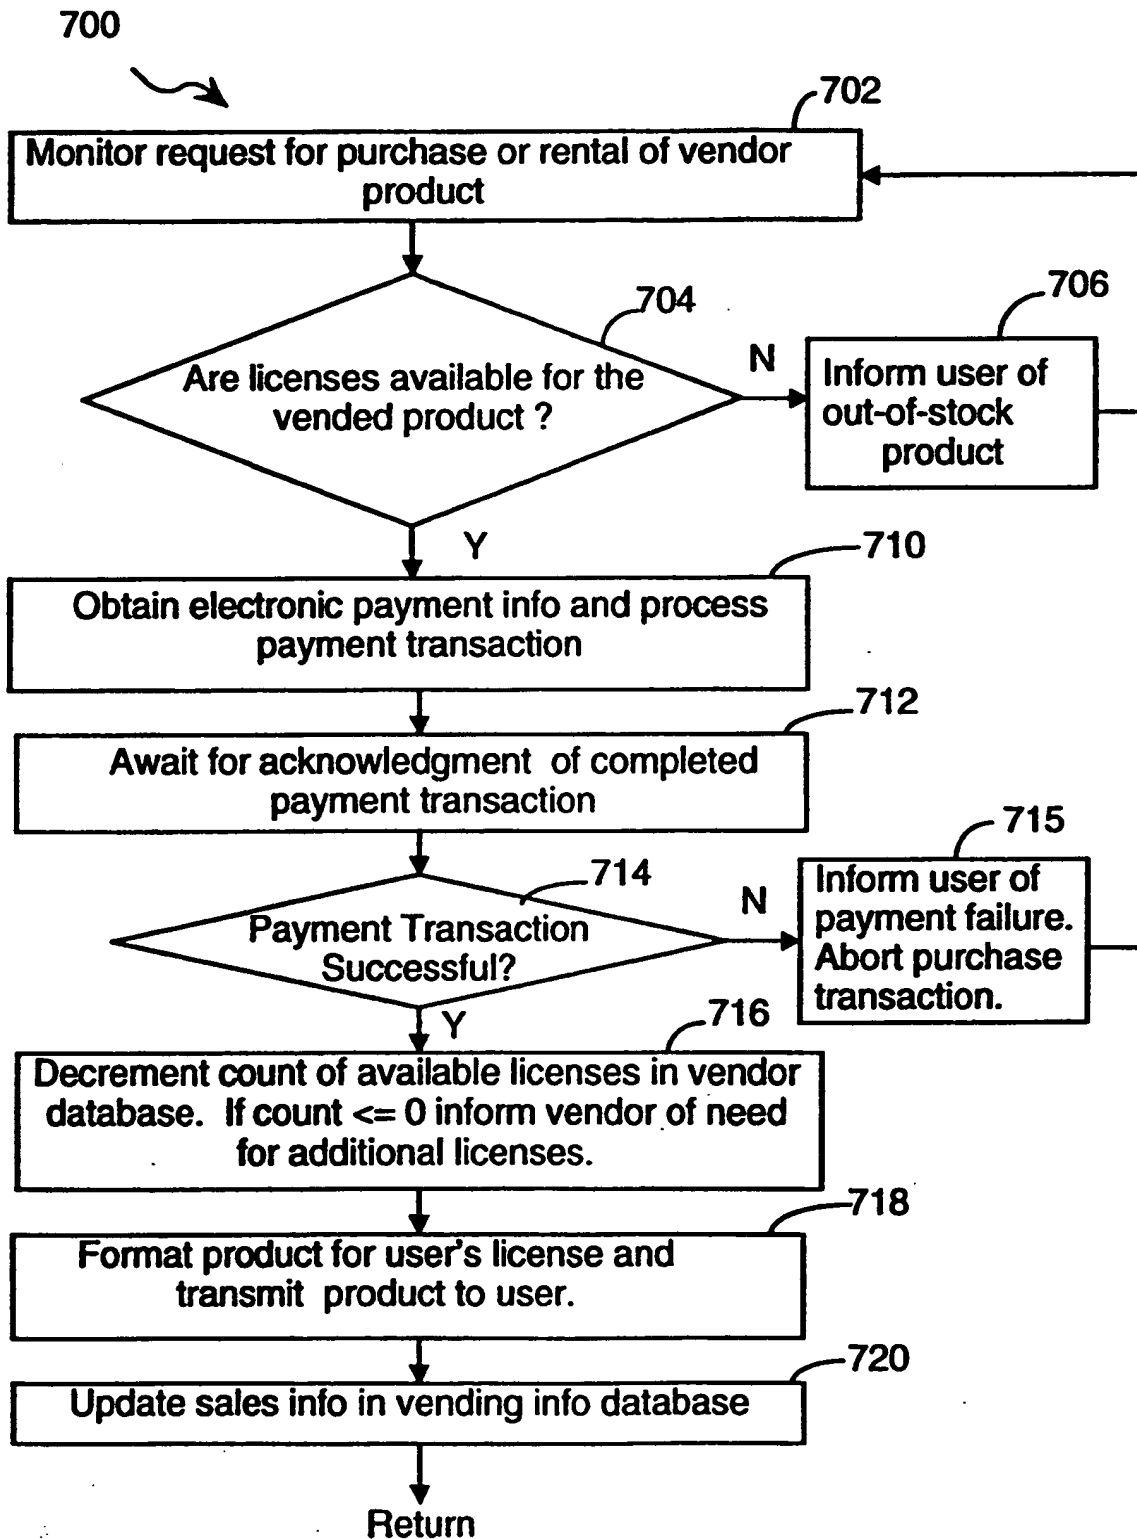 700
702
Monitor request for purchase or rental of vendor
product
704
Are licenses available for the
vended product ?
N
706
Inform user of
out-of-stock
product
Y
710
Obtain electronic payment info and process
payment transaction
712
Await for acknowledgment of completed
payment transaction
714
Payment Transaction
Successful?
N
715
Inform user of
payment failure.
Abort purchase
transaction.
Y
716
Decrement count of available licenses in vendor
database. If count <= 0 inform vendor of need
for additional licenses.
718
Format product for user's license and
transmit product to user.
720
Update sales info in vending info database
Return